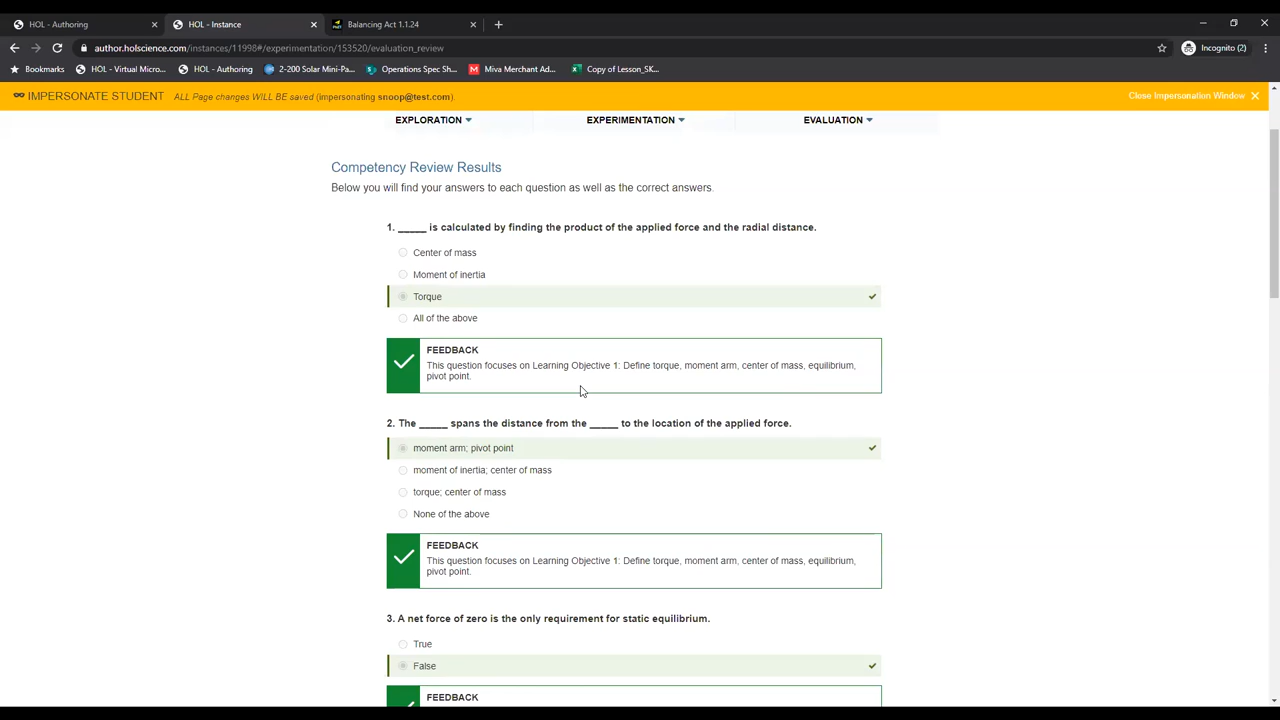 HOL - Authoring
HOL - Instance
Balancing Act 1.1.24
author.holscience.com/instances/11998#/experimentation/153520/evaluation_review
Incognito (2)
Bookmarks
HOL - Virtual Micro...
HOL - Authoring
2-200 Solar Mini-Pa...
Operations Spec Sh...
Miva Merchant Ad...
Copy of Lesson_SK...
IMPERSONATE STUDENT ALL Page changes WILL BE saved (impersonating snoop@test.com).
Close Impersonation Window
EXPLORATION
EXPERIMENTATION
EVALUATION
Competency Review Results
Below you will find your answers to each question as well as the correct answers.
1. _____ is calculated by finding the product of the applied force and the radial distance.
Center of mass
Moment of inertia
Torque
All of the above
FEEDBACK
This question focuses on Learning Objective 1: Define torque, moment arm, center of mass, equilibrium,
pivot point.
2. The _____ spans the distance from the _____ to the location of the applied force.
moment arm; pivot point
moment of inertia; center of mass
torque; center of mass
None of the above
FEEDBACK
This question focuses on Learning Objective 1: Define torque, moment arm, center of mass, equilibrium,
pivot point.
3. A net force of zero is the only requirement for static equilibrium.
True
False
FEEDBACK